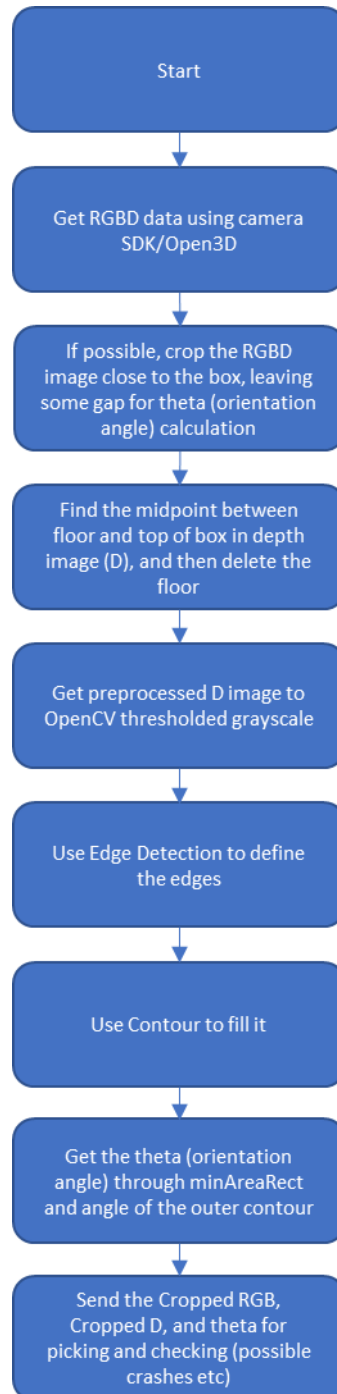 Start
Get RGBD data using camera
SDK/Open3D
If possible, crop the RGBD
image close to the box, leaving
some gap for theta (orientation
angle) calculation
Find the midpoint between
floor and top of box in depth
image (D), and then delete the
floor
Get preprocessed D image to
OpenCV thresholded grayscale
Use Edge Detection to define
the edges
Use Contour to fill it
Get the theta (orientation
angle) through minAreaRect
and angle of the outer contour
Send the Cropped RGB,
Cropped D, and theta for
picking and checking (possible
crashes etc)